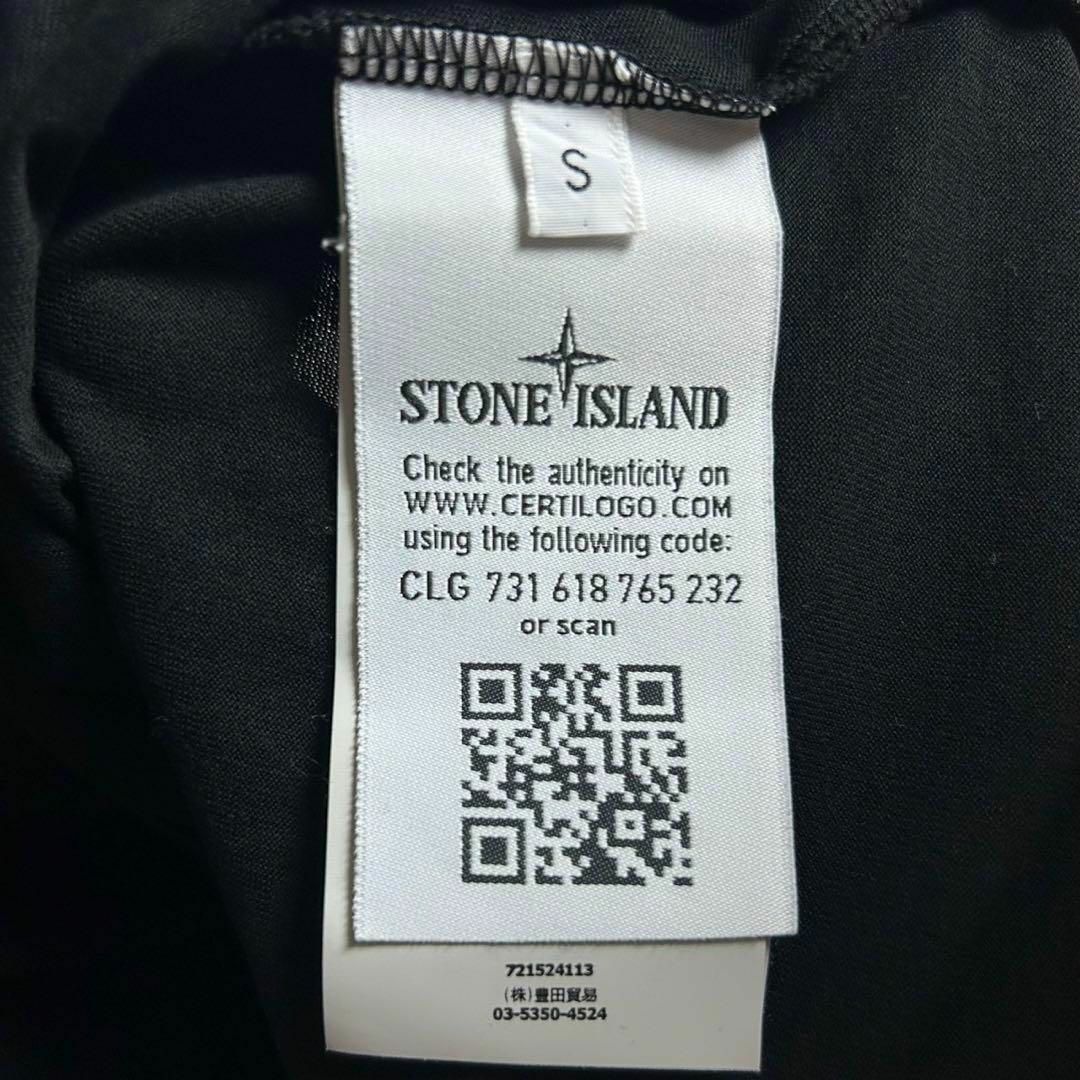 S
STONE ISLAND
Check the authenticity on
WWW.CERTILOGO.COM
using the following code:
CLG 731 618 765 232
or scan
721524113
(株)豊田貿易
03-5350-4524